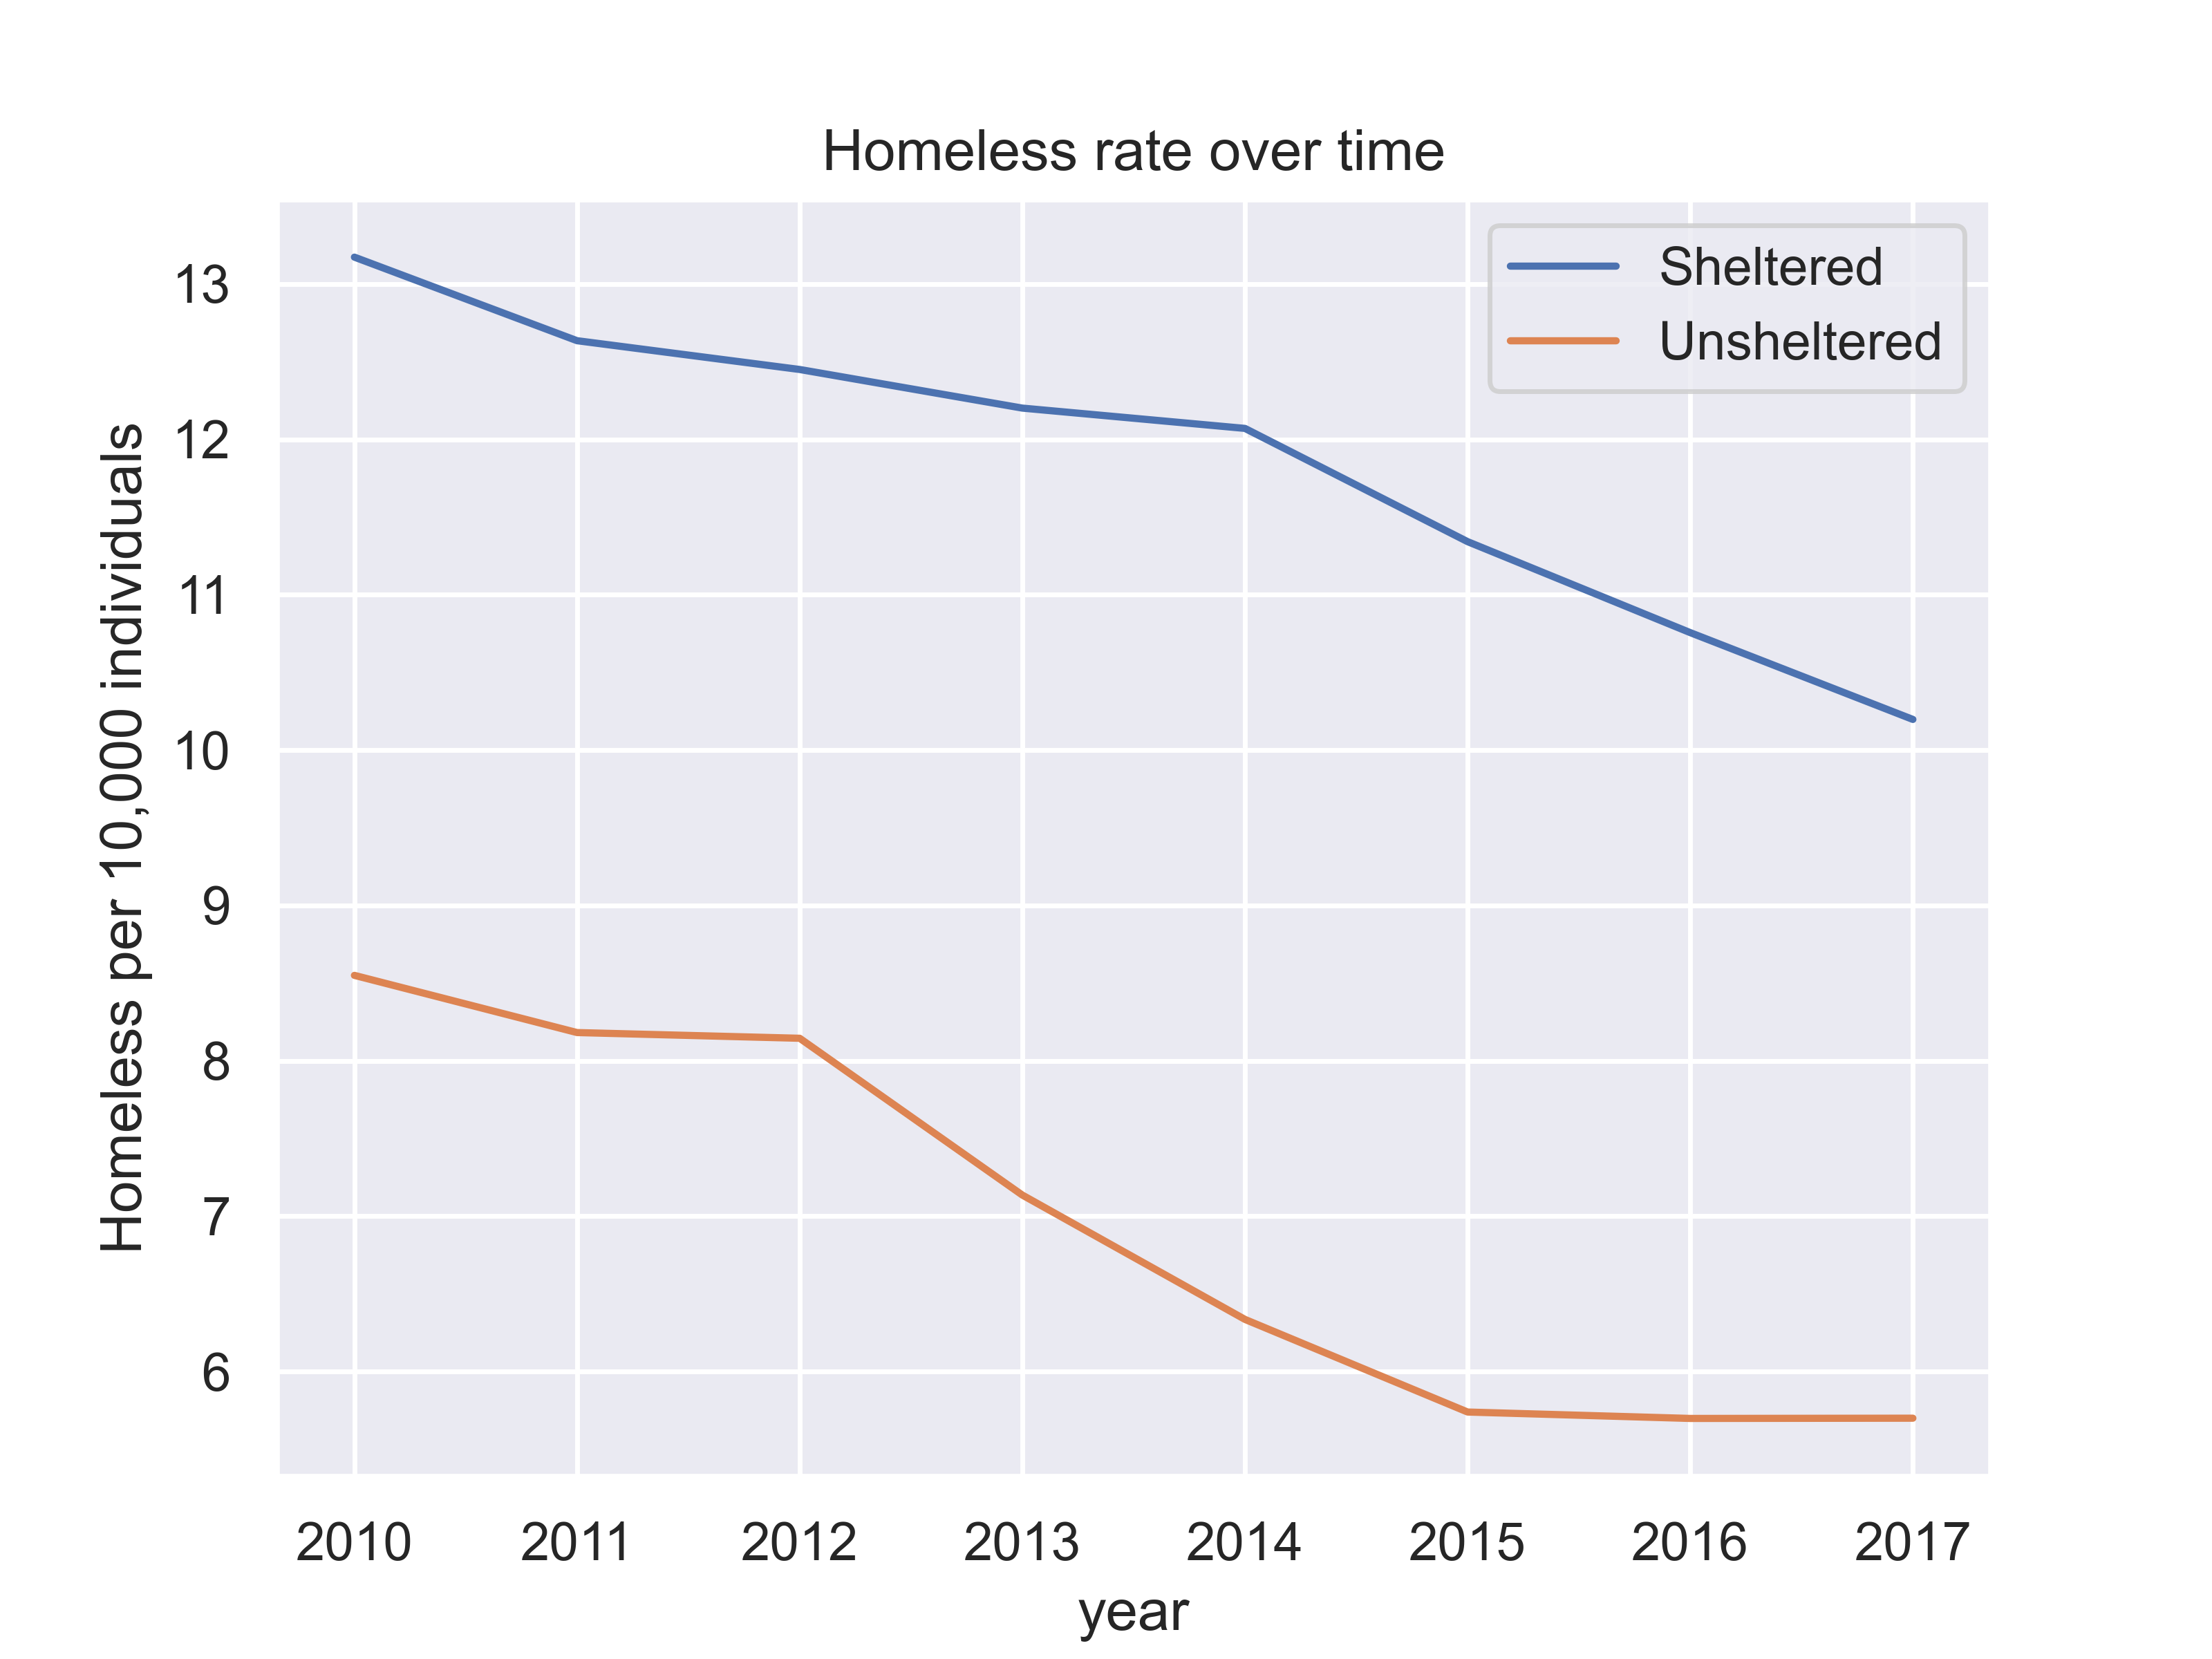 Homeless rate over time
Sheltered
Unsheltered
Homeless per 10,000 individuals
13
12
11
10
9
8
7
6
2010 2011 2012 2013 2014 2015 2016 2017
year